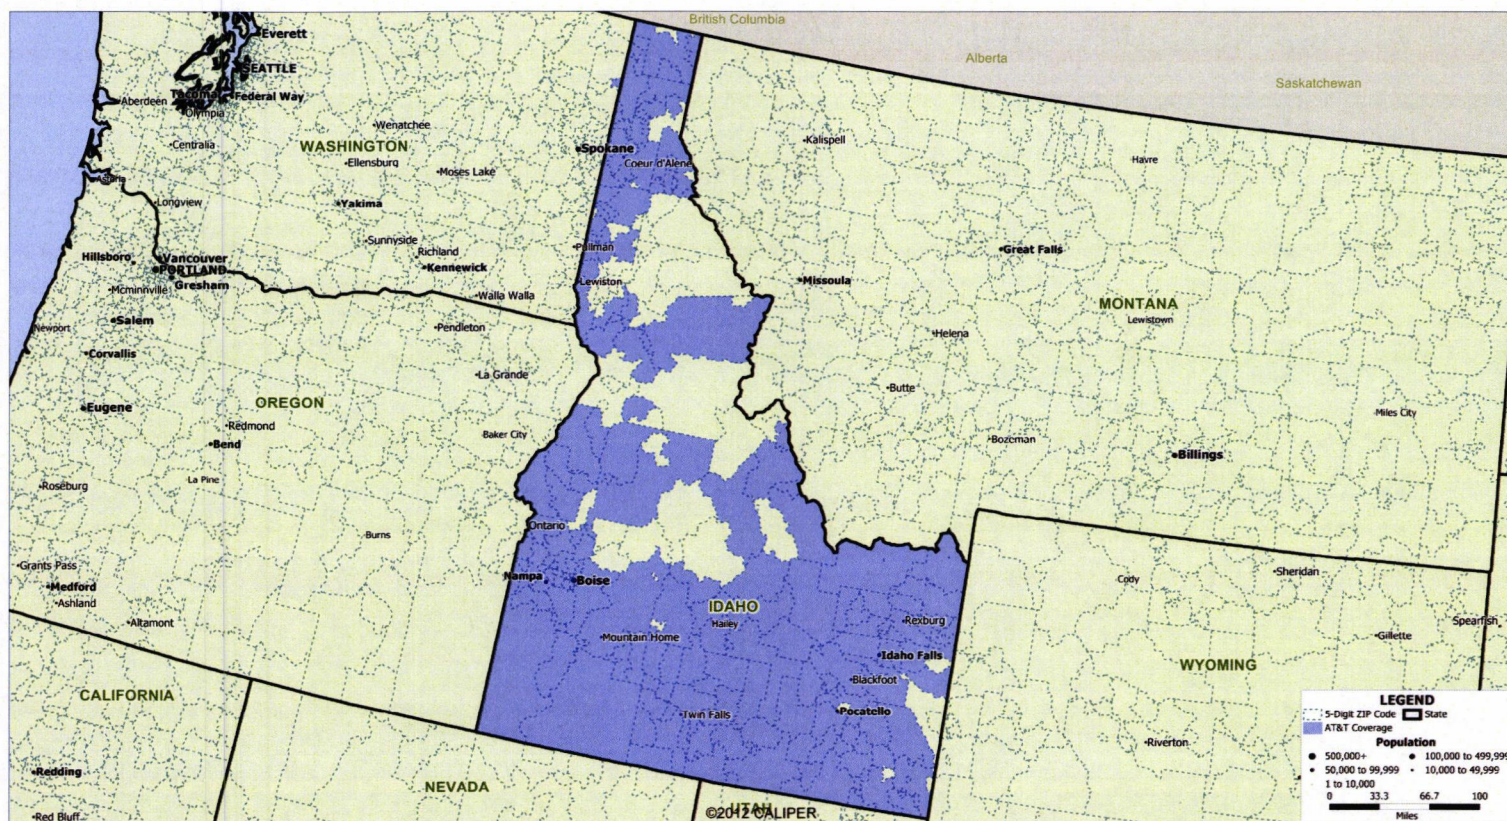 British Columbia
Alberta
Saskatchewan
Everett
SEATTLE
Tacoma
Federal Way
Aberdeen
Olympia
Wenatchee
Centralia
WASHINGTON
Ellensburg
Moses Lake
Spokane
Coeur d'Alene
Kalispell
Havre
Astoria
Longview
Yakima
Sunnyside
Richland
Kennewick
Pullman
Great Falls
Hillsboro
Vancouver
PORTLAND
Gresham
Mcminnville
Walla Walla
Lewiston
Missoula
MONTANA
Lewistown
Newport
Salem
Pendleton
Helena
Corvallis
La Grande
Butte
Eugene
OREGON
Redmond
Bend
Baker City
Miles City
Bozeman
Billings
Roseburg
La Pine
Burns
Ontario
Grants Pass
Medford
Ashland
Altamont
Nampa
Boise
IDAHO
Hailey
Mountain Home
Rexburg
Idaho Falls
Blackfoot
Pocatello
Twin Falls
Cody
Sheridan
Gillette
Spearfish
WYOMING
Riverton
CALIFORNIA
Redding
Red Bluff
NEVADA
UTAH
©2012 CALIPER
LEGEND
5-Digit ZIP Code State
AT&T Coverage
Population
500,000+ 100,000 to 499,999
50,000 to 99,999 10,000 to 49,999
1 to 10,000
0 33.3 66.7 100
Miles